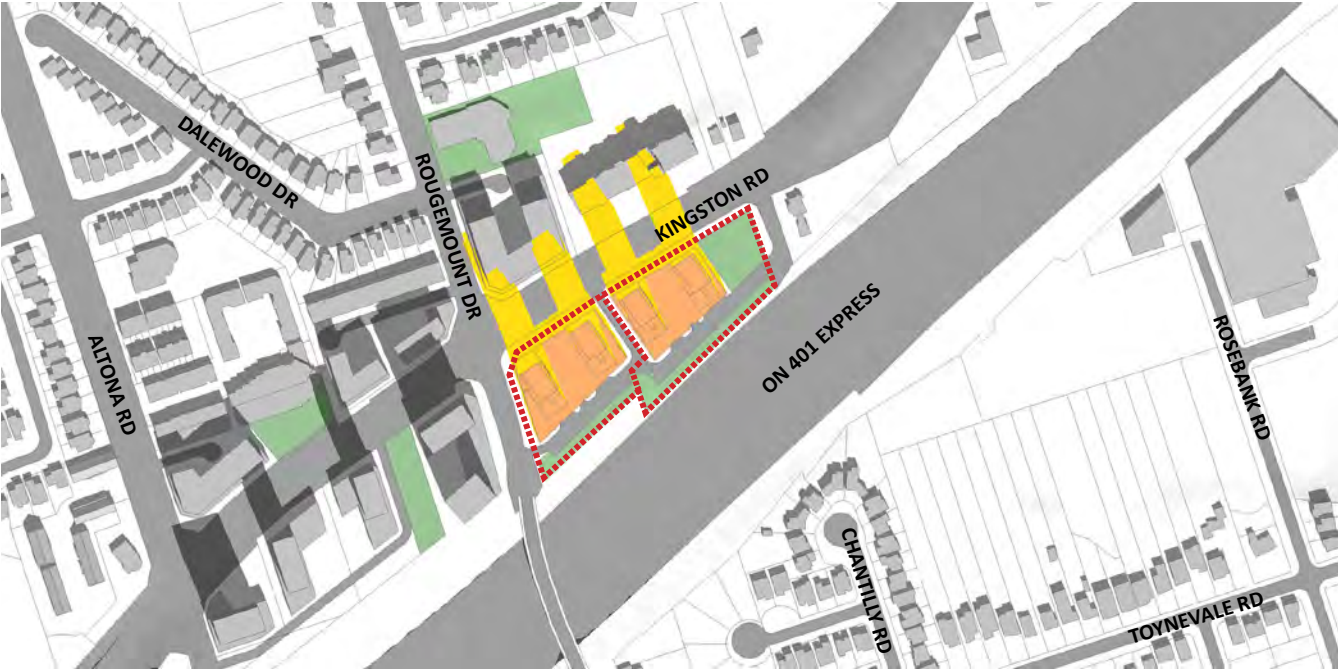 DALEWOOD DR
ROUGEMOUNT DR
KINGSTON RD
ON 401 EXPRESS
ALTONA RD
ROSEBANK RD
CHANTILLY RD
TOYNEVALE RD